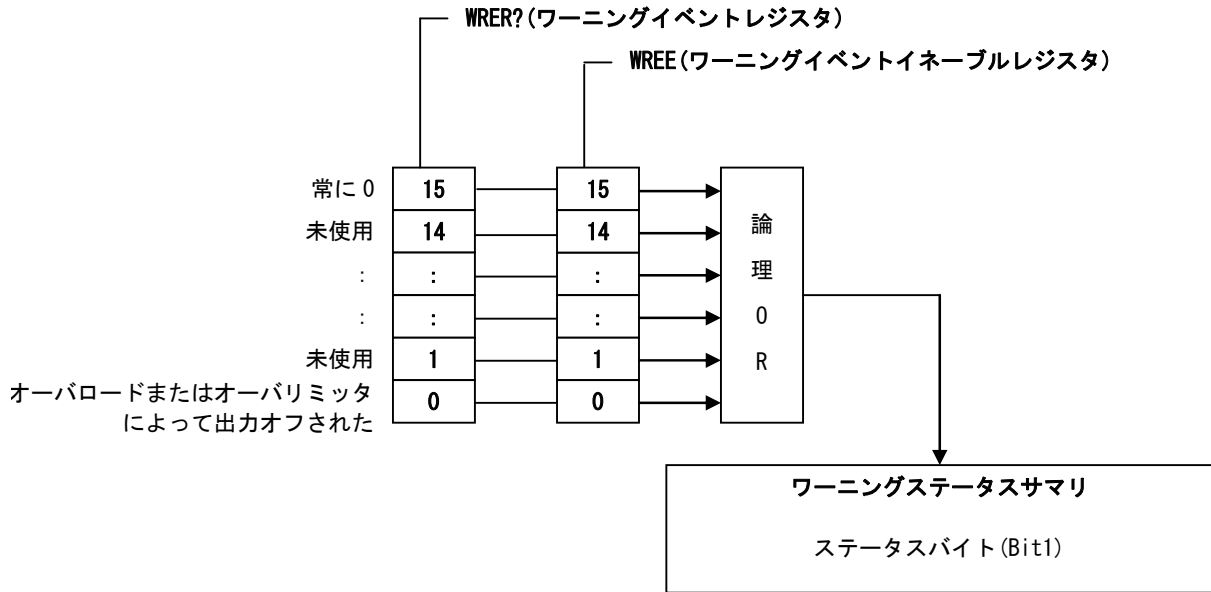 WRER?(ワーニングイベントレジスタ)
WREE(ワーニングイベントイネーブルレジスタ)
常に0 15 15
未使用 14 14
: : :
: : :
未使用 1 1
オーバロードまたはオーバリミッタ
によって出力オフされた 0 0
論
理
O
R
ワーニングステータスサマリ
ステータスバイト(Bit1)